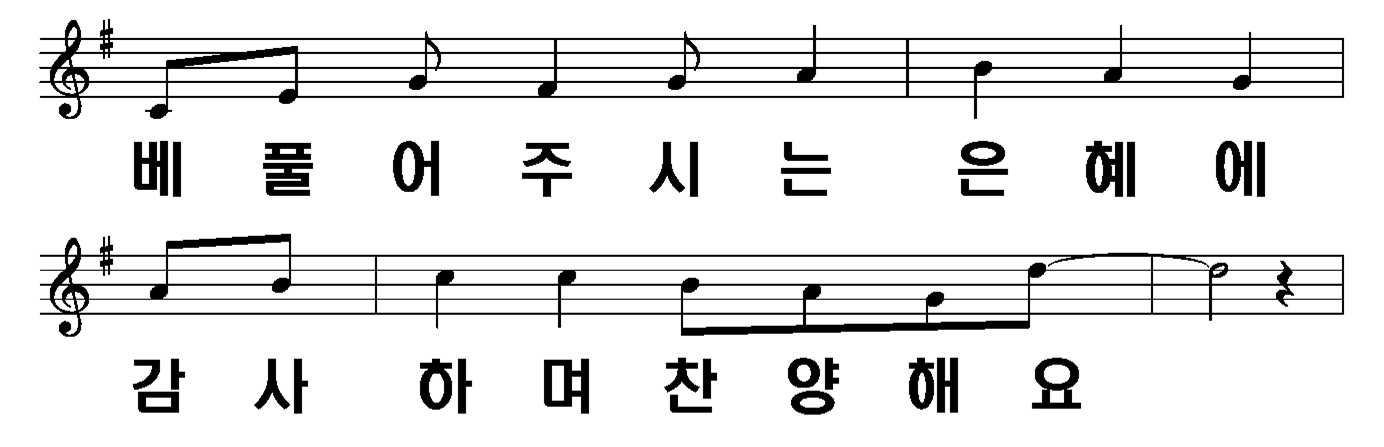 베 풀 어 주 시 는 은 혜 에
감 사 하 며 찬 양 해 요